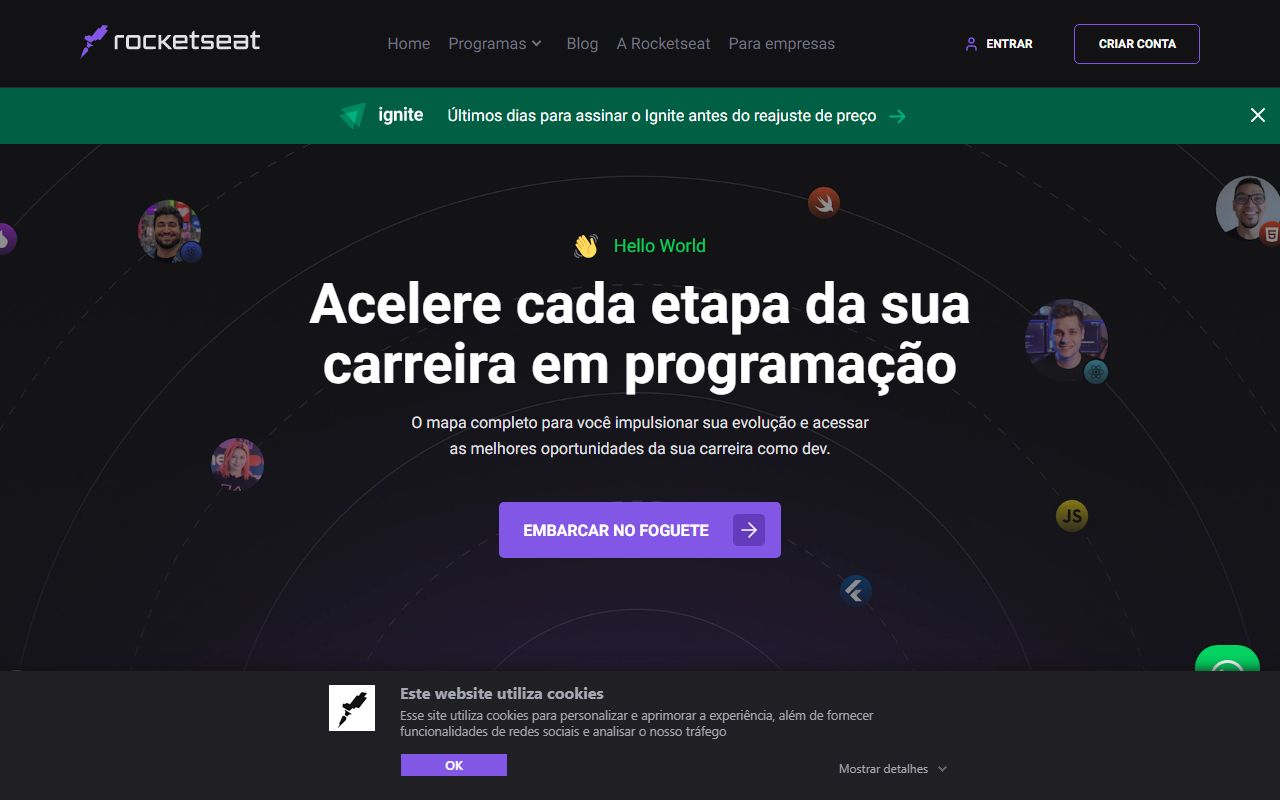 rocketseat
Home
Programas
Blog
A Rocketseat
Para empresas
ENTRAR
CRIAR CONTA
ignite
Últimos dias para assinar o Ignite antes do reajuste de preço
Hello World
Acelere cada etapa da sua
carreira em programação
O mapa completo para você impulsionar sua evolução e acessar
as melhores oportunidades da sua carreira como dev.
EMBARCAR NO FOGUETE
JS
Este website utiliza cookies
Esse site utiliza cookies para personalizar e aprimorar a experiência, além de fornecer
funcionalidades de redes sociais e analisar o nosso tráfego
OK
Mostrar detalhes